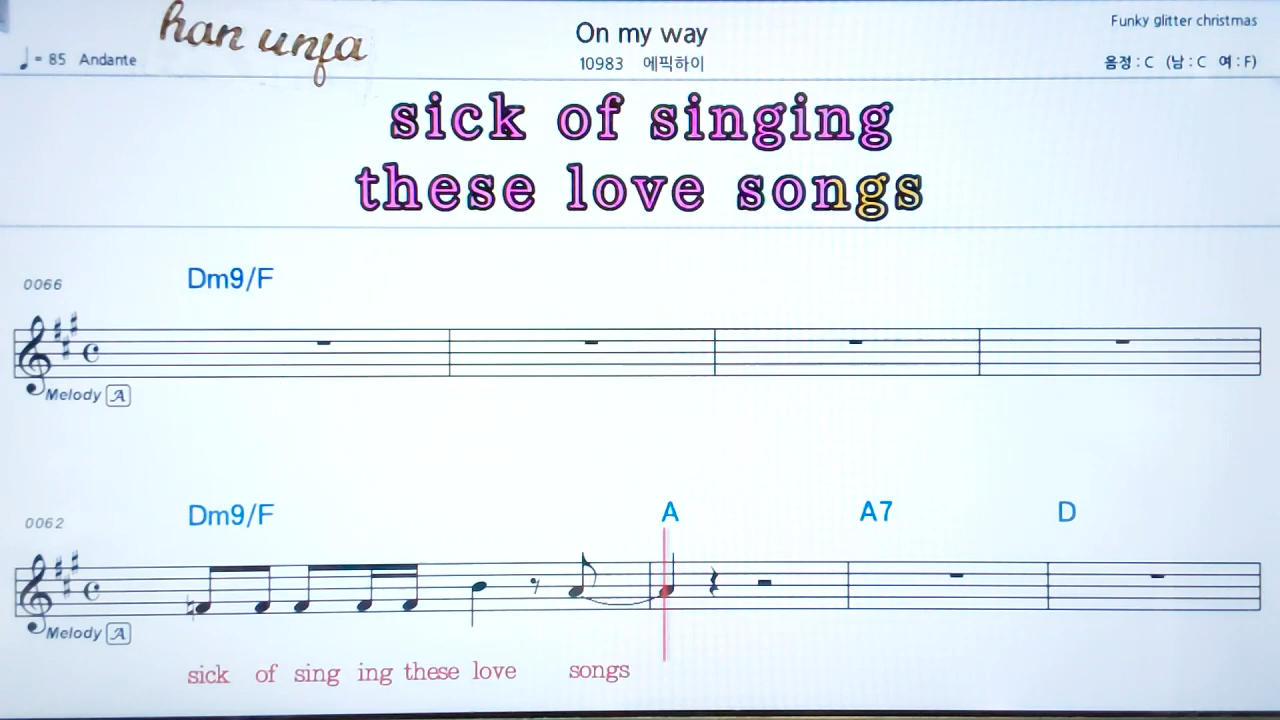 ♩= 85 Andante
han unfa
On my way
10983 에픽하이
Funky glitter christmas
음정 : C (남 : C 여 : F)
sick of singing
these love songs
0066
Dm9/F
Melody A
0062
Dm9/F A A7 D
Melody A
sick of sing ing these love songs